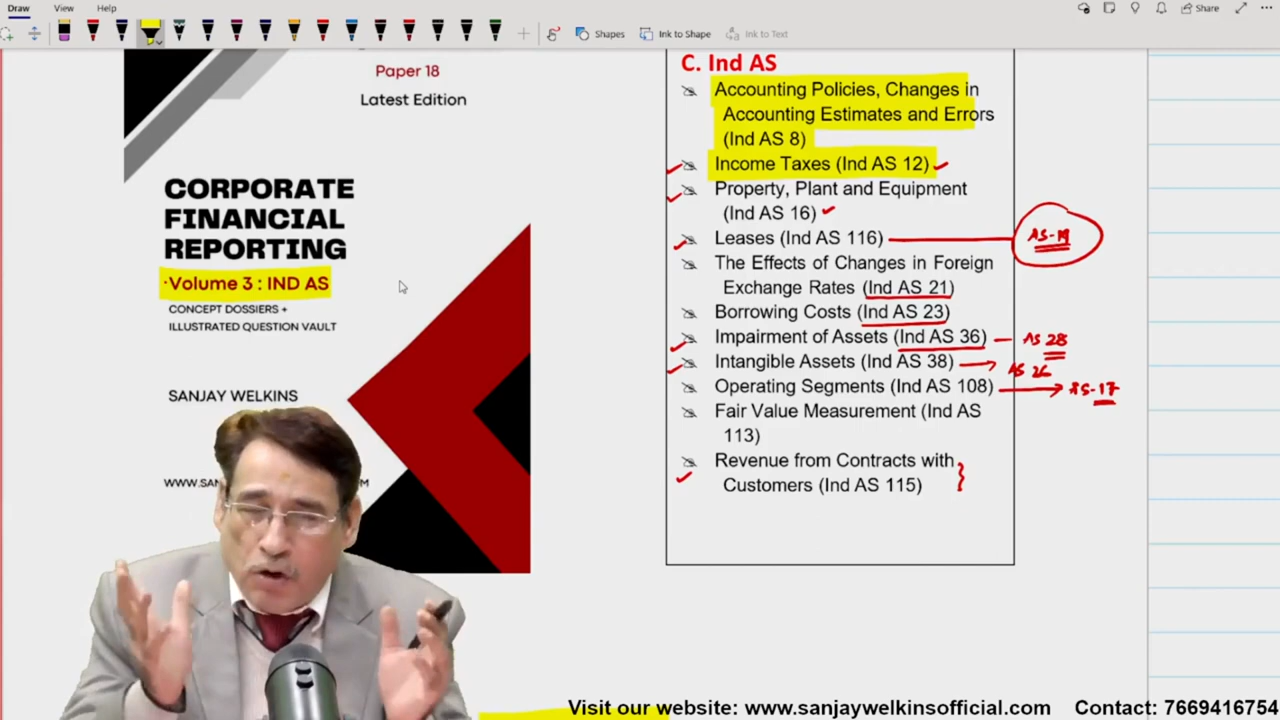 Draw View Help
Share
Shapes
Ink to Shape
Ink to Text
Paper 18
Latest Edition
CORPORATE
FINANCIAL
REPORTING
Volume 3 : IND AS
CONCEPT DOSSIERS +
ILLUSTRATED QUESTION VAULT
SANJAY WELKINS
WWW.SAN
M
C. Ind AS
Accounting Policies, Changes in
Accounting Estimates and Errors
(Ind AS 8)
Income Taxes (Ind AS 12)
Property, Plant and Equipment
(Ind AS 16)
Leases (Ind AS 116) AS-19
The Effects of Changes in Foreign
Exchange Rates (Ind AS 21)
Borrowing Costs (Ind AS 23)
Impairment of Assets (Ind AS 36) AS 28
Intangible Assets (Ind AS 38) AS 26
Operating Segments (Ind AS 108) AS-17
Fair Value Measurement (Ind AS
113)
Revenue from Contracts with
Customers (Ind AS 115)
Visit our website: www.sanjaywelkinsofficial.com Contact: 7669416754